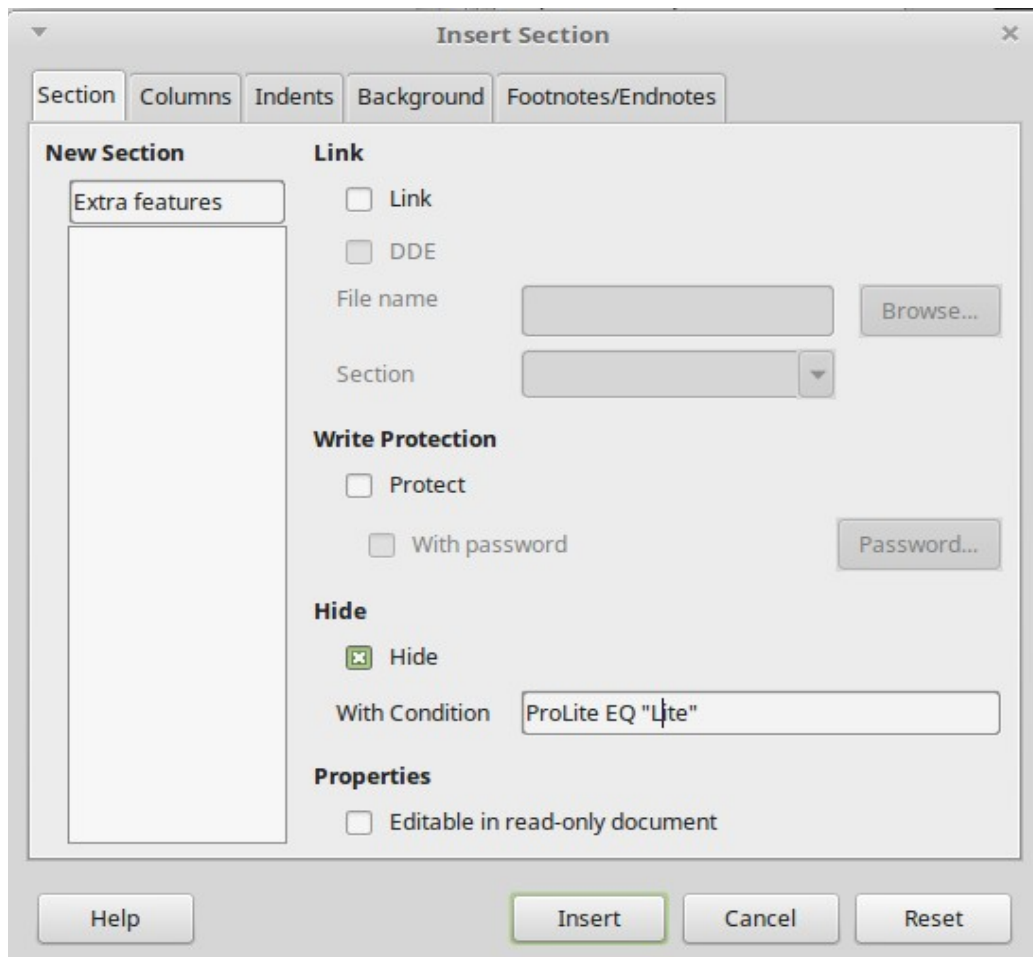 Insert Section
Section Columns Indents Background Footnotes/Endnotes
New Section
Extra features
Link
Link
DDE
File name
Browse...
Section
Write Protection
Protect
With password
Password...
Hide
Hide
With Condition
ProLite EQ "Lite"
Properties
Editable in read-only document
Help
Insert
Cancel
Reset